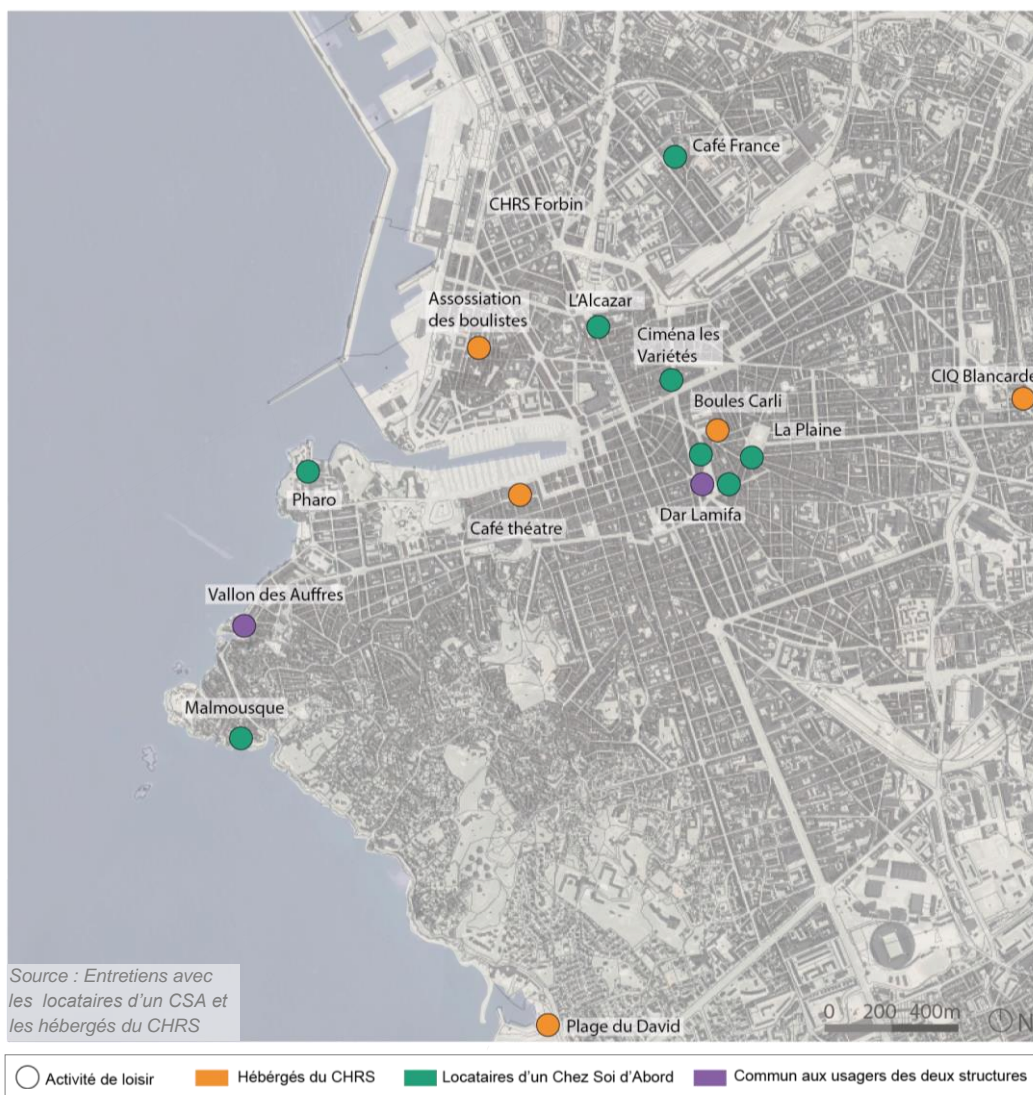 Café France
CHRS Forbin
Assossiation
des boulistes
L'Alcazar
Ciména les
Variétés
CIQ Blancarde
Boules Carli
La Plaine
Pharo
Café théatre
Dar Lamifa
Vallon des Auffres
Malmousque
Source : Entretiens avec
les locataires d'un CSA et
les hébergés du CHRS
Plage du David
0 200 400m N
Activité de loisir Hébérgés du CHRS Locataires d'un Chez Soi d'Abord Commun aux usagers des deux structures